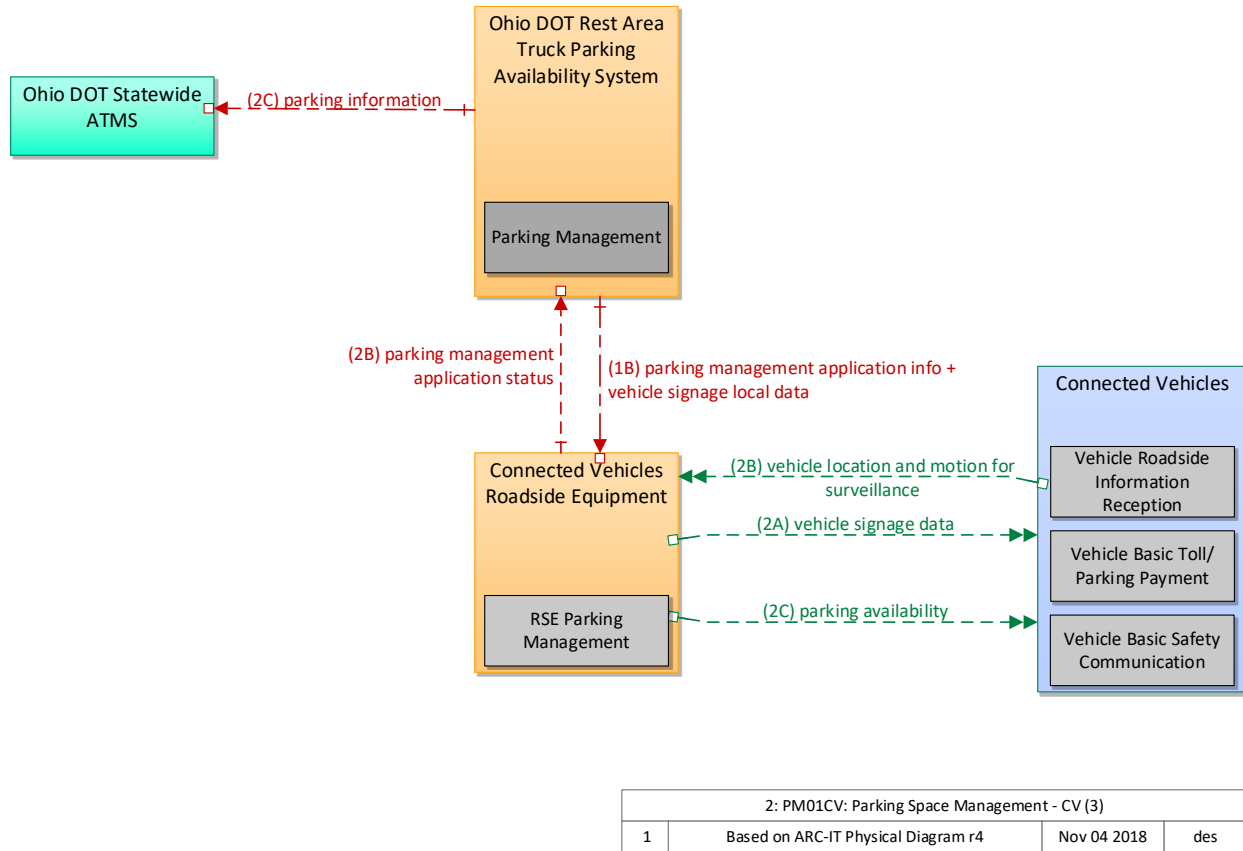 Ohio DOT Rest Area
Truck Parking
Availability System
Ohio DOT Statewide
ATMS
(2C) parking information
Parking Management
(2B) parking management
application status
(1B) parking management application info +
vehicle signage local data
Connected Vehicles
Connected Vehicles
Roadside Equipment
(2B) vehicle location and motion for
surveillance
Vehicle Roadside
Information
Reception
(2A) vehicle signage data
Vehicle Basic Toll/
Parking Payment
RSE Parking
Management
(2C) parking availability
Vehicle Basic Safety
Communication
2: PM01CV: Parking Space Management - CV (3)
1 Based on ARC-IT Physical Diagram r4 Nov 04 2018 des